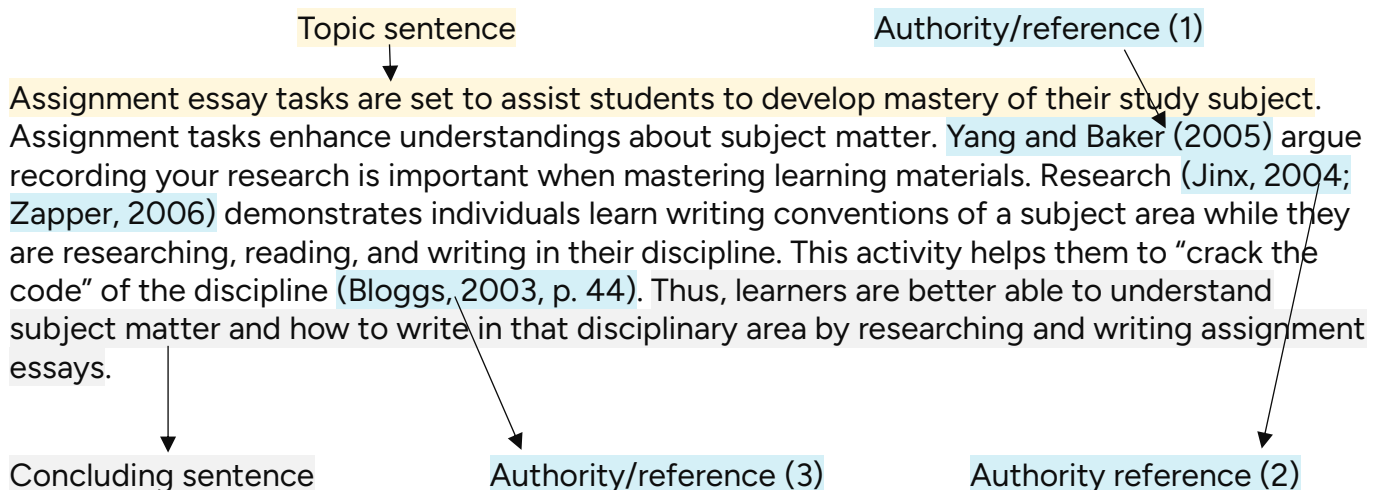 Topic sentence Authority/reference (1)
Assignment essay tasks are set to assist students to develop mastery of their study subject.
Assignment tasks enhance understandings about subject matter. Yang and Baker (2005) argue
recording your research is important when mastering learning materials. Research (Jinx, 2004;
Zapper, 2006) demonstrates individuals learn writing conventions of a subject area while they
are researching, reading, and writing in their discipline. This activity helps them to “crack the
code” of the discipline (Bloggs, 2003, p. 44). Thus, learners are better able to understand
subject matter and how to write in that disciplinary area by researching and writing assignment
essays.
Concluding sentence Authority/reference (3) Authority reference (2)